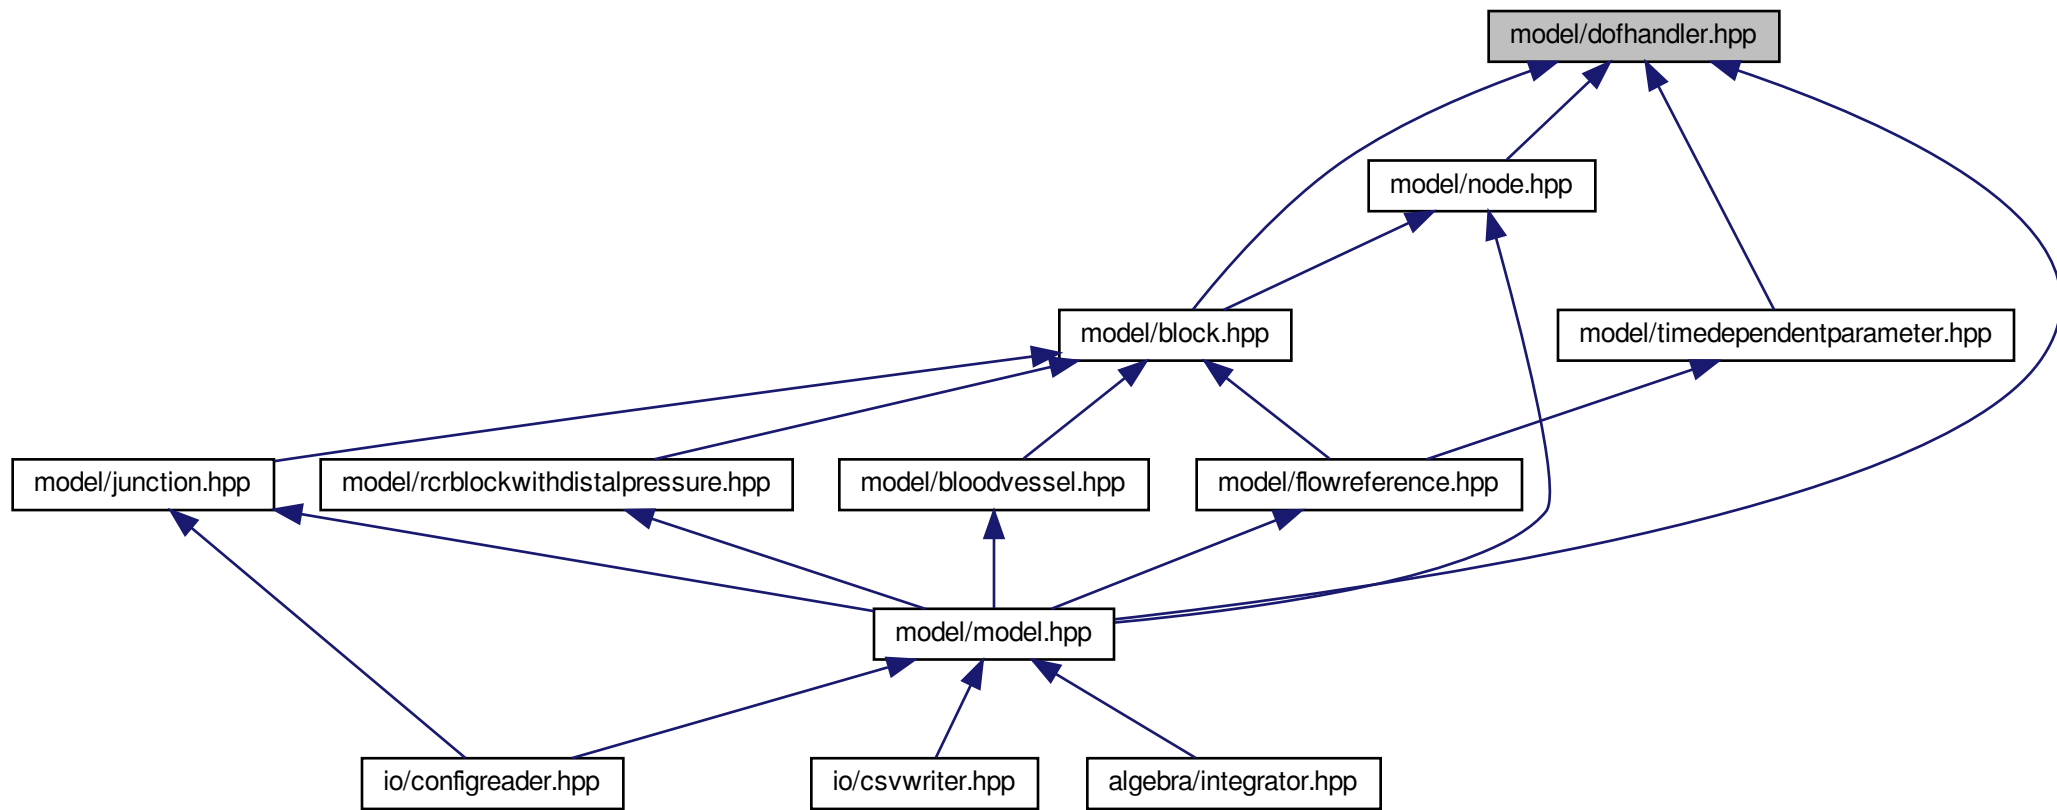 model/dofhandler.hpp
model/node.hpp
model/block.hpp
model/timedependentparameter.hpp
model/junction.hpp
model/rcrblockwithdistalpressure.hpp
model/bloodvessel.hpp
model/flowreference.hpp
model/model.hpp
io/configreader.hpp
io/csvwriter.hpp
algebra/integrator.hpp